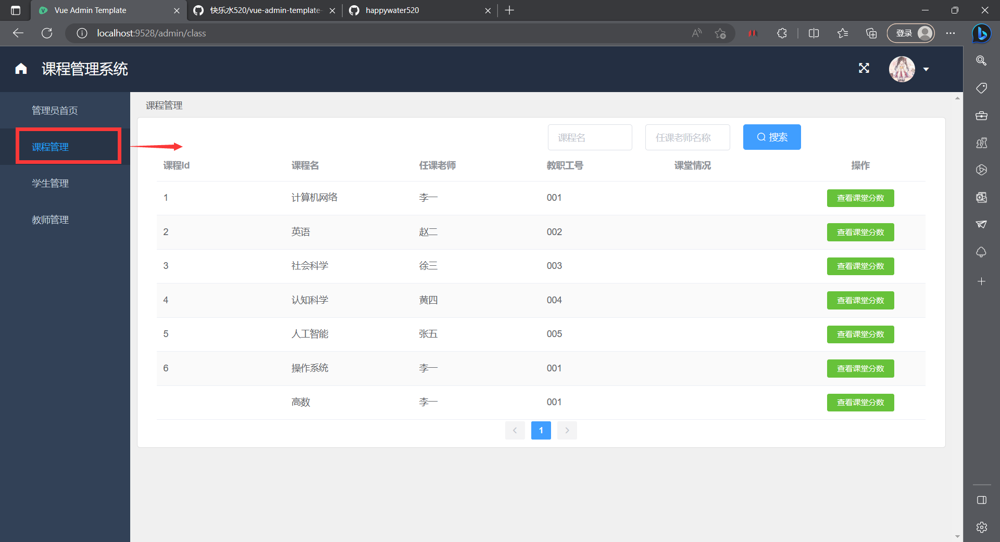 Vue Admin Template
快乐水520/vue-admin-template-
happywater520
localhost:9528/admin/class
登录
课程管理系统
管理员首页
课程管理
学生管理
教师管理
课程管理
课程名 任课老师名称 搜索
课程Id 课程名 任课老师 教职工号 课堂情况 操作
1 计算机网络 李一 001 查看课堂分数
2 英语 赵二 002 查看课堂分数
3 社会科学 徐三 003 查看课堂分数
4 认知科学 黄四 004 查看课堂分数
5 人工智能 张五 005 查看课堂分数
6 操作系统 李一 001 查看课堂分数
高数 李一 001 查看课堂分数
1